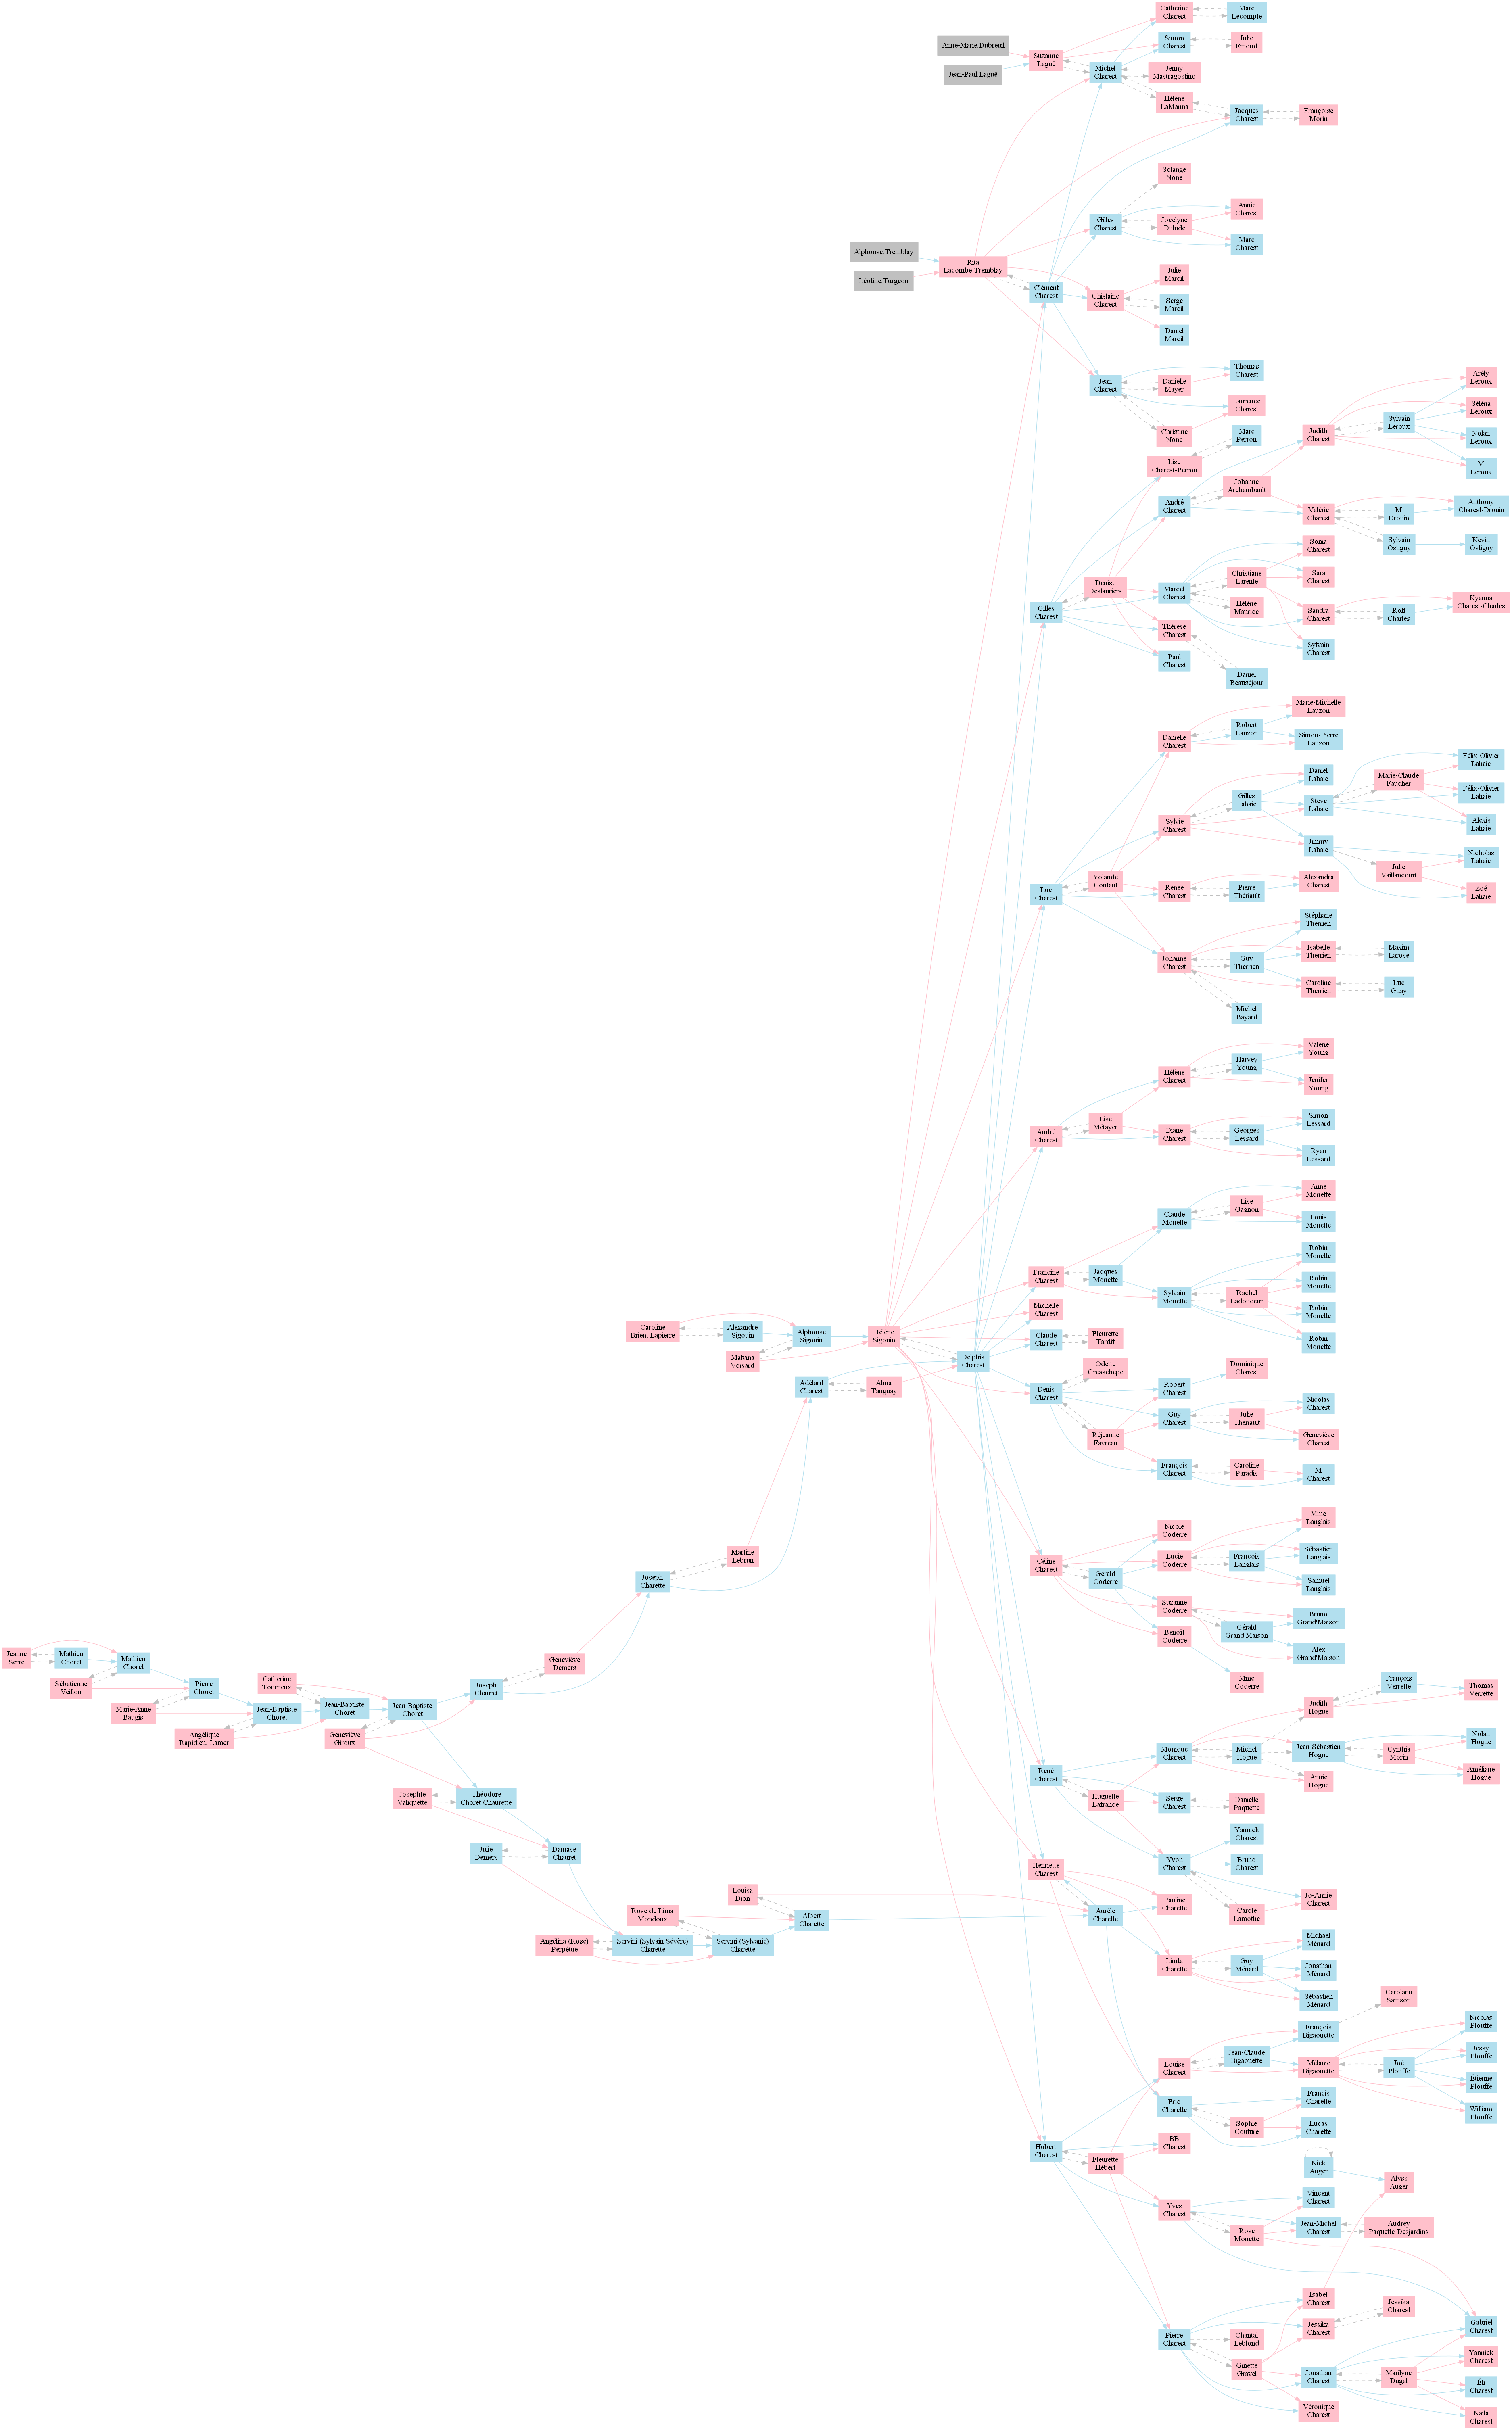 Catherine
Charest
Marc
Lecompte
Anne-Marie.Dubreuil
Simon
Charest
Julie
Emond
Suzanne
Laguë
Jean-Paul.Laguë
Michel
Charest
Jenny
Mastragostino
Hélène
LaManna
Jacques
Charest
Françoise
Morin
Solange
None
Annie
Charest
Gilles
Charest
Jocelyne
Dulude
Marc
Charest
Alphonse.Tremblay
Rita
Lacombe Tremblay
Léotine.Turgeon
Clément
Charest
Julie
Marcil
Ghislaine
Charest
Serge
Marcil
Daniel
Marcil
Jean
Charest
Danielle
Mayer
Thomas
Charest
Laurence
Charest
Christine
None
Arély
Leroux
Séléna
Leroux
Sylvain
Leroux
Judith
Charest
Nolan
Leroux
M
Leroux
Marc
Perron
Lise
Charest-Perron
Johanne
Archambault
André
Charest
Valérie
Charest
M
Drouin
Anthony
Charest-Drouin
Sylvain
Ostiguy
Kevin
Ostiguy
Sonia
Charest
Sara
Charest
Christiane
Larente
Denise
Deslauriers
Marcel
Charest
Hélène
Maurice
Sandra
Charest
Rolf
Charles
Kyanna
Charest-Charles
Gilles
Charest
Thérèse
Charest
Sylvain
Charest
Paul
Charest
Daniel
Beauséjour
Marie-Michelle
Lauzon
Danielle
Charest
Robert
Lauzon
Simon-Pierre
Lauzon
Daniel
Lahaie
Marie-Claude
Faucher
Félix-Olivier
Lahaie
Félix-Olivier
Lahaie
Gilles
Lahaie
Steve
Lahaie
Alexis
Lahaie
Sylvie
Charest
Jimmy
Lahaie
Nicholas
Lahaie
Julie
Vaillancourt
Zoé
Lahaie
Luc
Charest
Yolande
Contant
Renée
Charest
Pierre
Thériault
Alexandra
Charest
Stéphane
Therrien
Isabelle
Therrien
Maxim
Larose
Johanne
Charest
Guy
Therrien
Caroline
Therrien
Luc
Guay
Michel
Bayard
Valérie
Young
Hélène
Charest
Harvey
Young
Jenifer
Young
André
Charest
Lise
Métayer
Diane
Charest
Georges
Lessard
Simon
Lessard
Ryan
Lessard
Anne
Monette
Claude
Monette
Lise
Gagnon
Louis
Monette
Robin
Monette
Francine
Charest
Jacques
Monette
Sylvain
Monette
Rachel
Ladouceur
Robin
Monette
Robin
Monette
Robin
Monette
Michelle
Charest
Claude
Charest
Fleurette
Tardif
Caroline
Brien, Lapierre
Alexandre
Sigouin
Alphonse
Sigouin
Hélène
Sigouin
Malvina
Voisard
Delphis
Charest
Adélard
Charest
Alma
Tanguay
Odette
Greaschepe
Denis
Charest
Robert
Charest
Dominique
Charest
Guy
Charest
Julie
Thériault
Nicolas
Charest
Réjeanne
Favreau
Geneviève
Charest
François
Charest
Caroline
Paradis
M
Charest
Nicole
Coderre
Mme
Langlais
Martine
Lebrun
Joseph
Charette
Céline
Charest
Gérald
Coderre
Lucie
Coderre
Francois
Langlais
Sébastien
Langlais
Samuel
Langlais
Suzanne
Coderre
Gérald
Grand'Maison
Bruno
Grand'Maison
Benoit
Coderre
Alex
Grand'Maison
Mme
Coderre
Jeanne
Serre
Mathieu
Choret
Mathieu
Choret
Sébatienne
Veillon
Pierre
Choret
Marie-Anne
Baugis
Catherine
Tourneux
Jean-Baptiste
Choret
Angélique
Rapidieu, Lamer
Jean-Baptiste
Choret
Jean-Baptiste
Choret
Geneviève
Giroux
Joseph
Chauret
Geneviève
Demers
Josephte
Valiquette
Théodore
Choret Chaurette
Julie
Demers
Damase
Chauret
François
Verrette
Thomas
Verrette
Judith
Hogue
Monique
Charest
Michel
Hogue
Jean-Sébastien
Hogue
Cynthia
Morin
Nolan
Hogue
Annie
Hogue
Améliane
Hogue
René
Charest
Huguette
Lafrance
Serge
Charest
Danielle
Paquette
Yannick
Charest
Yvon
Charest
Bruno
Charest
Carole
Lamothe
Jo-Annie
Charest
Henriette
Charest
Pauline
Charette
Louisa
Dion
Rose de Lima
Mondoux
Albert
Charette
Aurèle
Charette
Angélina (Rose)
Perpétue
Servini (Sylvain Sévère)
Charette
Servini (Sylvanie)
Charette
Michael
Ménard
Linda
Charette
Guy
Ménard
Jonathan
Ménard
Sébastien
Ménard
Carolann
Samson
François
Bigaouette
Nicolas
Plouffe
Louise
Charest
Jean-Claude
Bigaouette
Mélanie
Bigaouette
Joé
Plouffe
Jessy
Plouffe
Étienne
Plouffe
William
Plouffe
Eric
Charette
Sophie
Couture
Francis
Charette
Lucas
Charette
Hubert
Charest
Fleurette
Hébert
BB
Charest
Nick
Auger
Alyss
Auger
Yves
Charest
Vincent
Charest
Rose
Monette
Jean-Michel
Charest
Audrey
Paquette-Desjardins
Isabel
Charest
Jessika
Charest
Jessika
Charest
Gabriel
Charest
Pierre
Charest
Chantal
Leblond
Ginette
Gravel
Jonathan
Charest
Marilyne
Dugal
Yannick
Charest
Éli
Charest
Véronique
Charest
Naïla
Charest